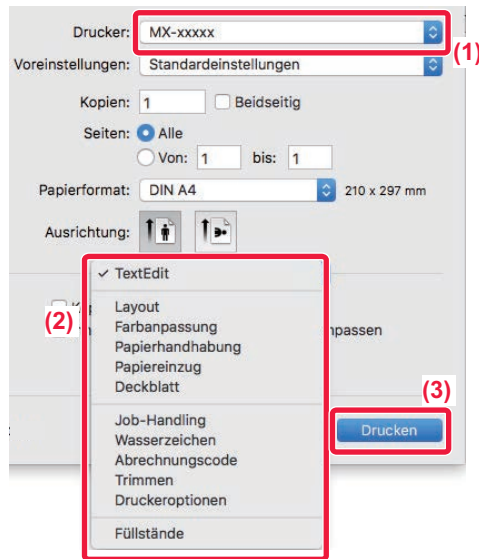 Drucker: MX-xxxxx
(1)
Voreinstellungen: Standardeinstellungen
Kopien: 1 Beidseitig
Seiten: Alle
Von: 1 bis: 1
Papierformat: DIN A4 210 x 297 mm
Ausrichtung:
✓ TextEdit
Layout
(2)
Farbanpassung
Papierhandhabung
Papiereinzug
Deckblatt
(3)
Job-Handling
Drucken
Wasserzeichen
Abrechnungscode
Trimmen
Druckeroptionen
Füllstände